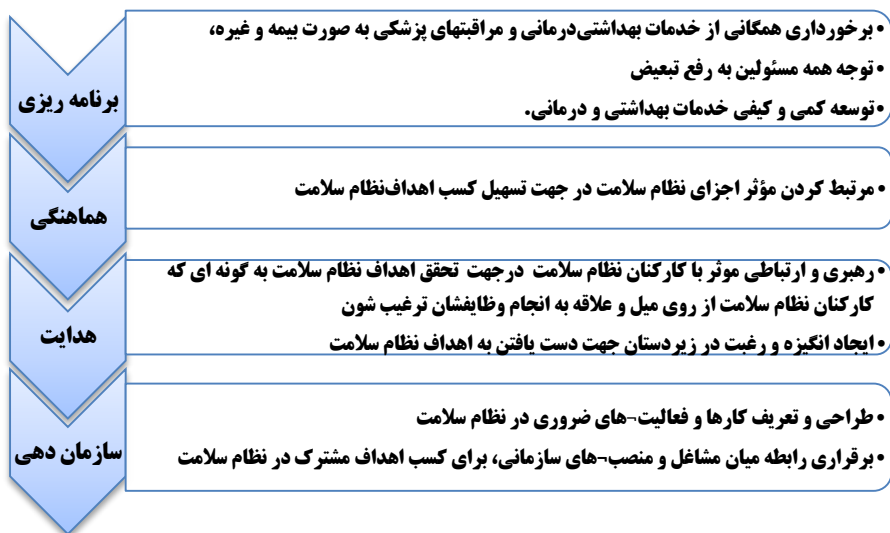 برنامه ریزی
•برخورداری همگانی از خدمات بهداشتی‌درمانی و مراقبتهای پزشکی به صورت بیمه و غیره،
•توجه همه مسئولین به رفع تبعیض
•توسعه کمی و کیفی خدمات بهداشتی و درمانی.
هماهنگی
•مرتبط کردن مؤثر اجزای نظام سلامت در جهت تسهیل کسب اهداف‌نظام سلامت
هدایت
•رهبری و ارتباطی موثر با کارکنان نظام سلامت درجهت تحقق اهداف نظام سلامت به گونه ای که
کارکنان نظام سلامت از روی میل و علاقه به انجام وظایفشان ترغیب شون
•ایجاد انگیزه و رغبت در زیردستان جهت دست یافتن به اهداف نظام سلامت
سازمان دهی
•طراحی و تعریف کارها و فعالیت¬های ضروری در نظام سلامت
•برقراری رابطه میان مشاغل و منصب¬های سازمانی، برای کسب اهداف مشترک در نظام سلامت